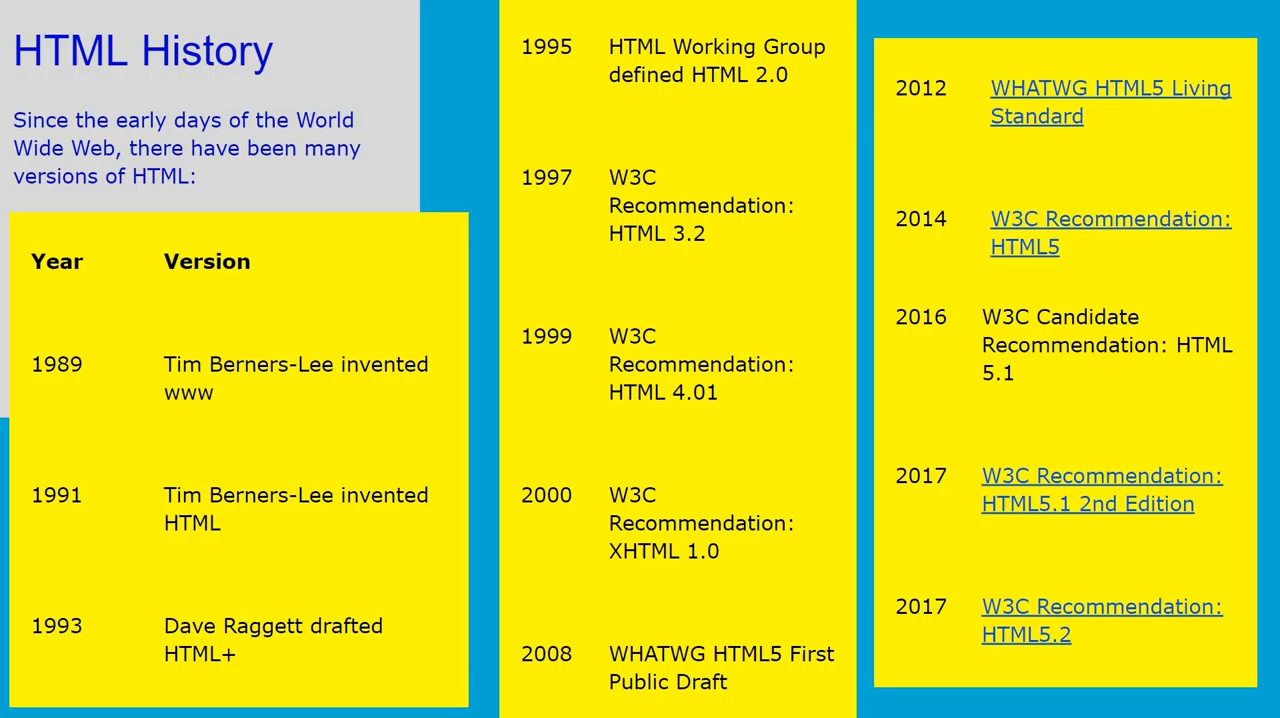 HTML History
Since the early days of the World
Wide Web, there have been many
versions of HTML:
Year Version
1989 Tim Berners-Lee invented
www
1991 Tim Berners-Lee invented
HTML
1993 Dave Raggett drafted
HTML+
1995 HTML Working Group
defined HTML 2.0
1997 W3C
Recommendation:
HTML 3.2
1999 W3C
Recommendation:
HTML 4.01
2000 W3C
Recommendation:
XHTML 1.0
2008 WHATWG HTML5 First
Public Draft
2012 WHATWG HTML5 Living
Standard
2014 W3C Recommendation:
HTML5
2016 W3C Candidate
Recommendation: HTML
5.1
2017 W3C Recommendation:
HTML5.1 2nd Edition
2017 W3C Recommendation:
HTML5.2